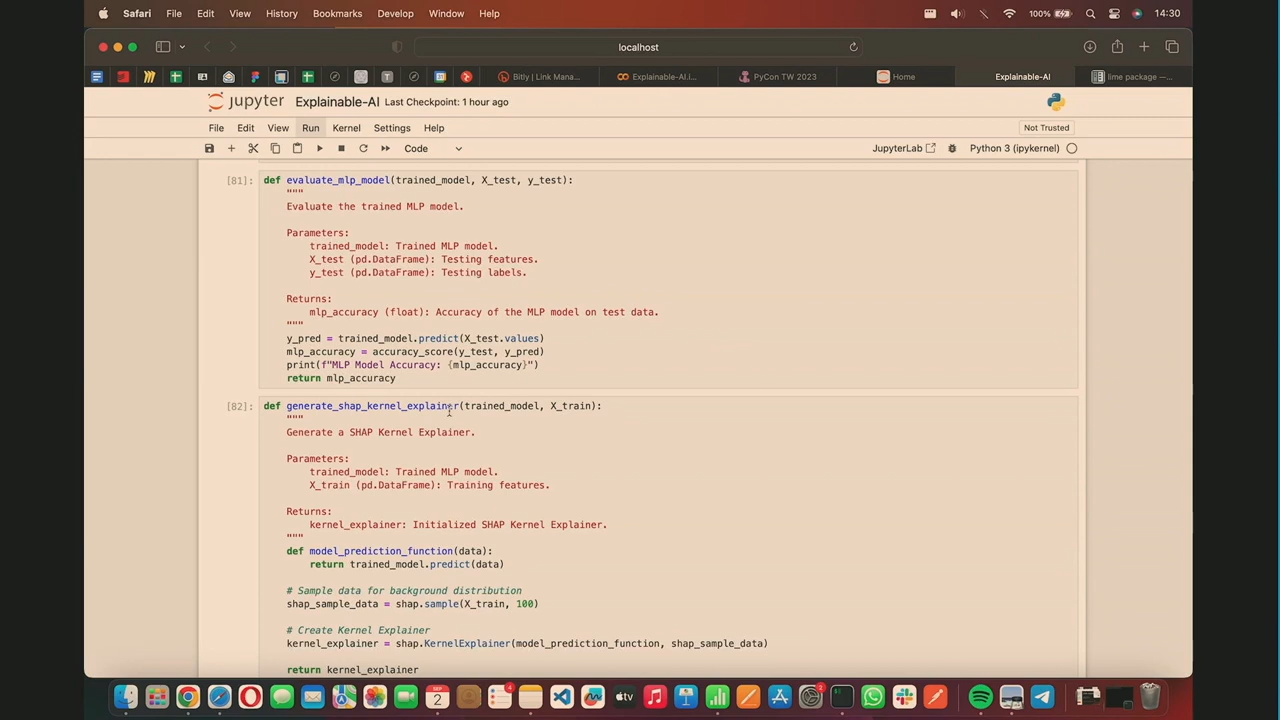 Safari File Edit View History Bookmarks Develop Window Help 100% 14:30
localhost
Bitly | Link Mana... Explainable-AI.i... PyCon TW 2023 Home Explainable-AI lime package —...
jupyter Explainable-AI Last Checkpoint: 1 hour ago
File Edit View Run Kernel Settings Help Not Trusted
Code JupyterLab Python 3 (ipykernel)
[81]: def evaluate_mlp_model(trained_model, X_test, y_test):
"""
Evaluate the trained MLP model.
Parameters:
trained_model: Trained MLP model.
X_test (pd.DataFrame): Testing features.
y_test (pd.DataFrame): Testing labels.
Returns:
mlp_accuracy (float): Accuracy of the MLP model on test data.
"""
y_pred = trained_model.predict(X_test.values)
mlp_accuracy = accuracy_score(y_test, y_pred)
print(f"MLP Model Accuracy: {mlp_accuracy}")
return mlp_accuracy
[82]: def generate_shap_kernel_explainer(trained_model, X_train):
"""
Generate a SHAP Kernel Explainer.
Parameters:
trained_model: Trained MLP model.
X_train (pd.DataFrame): Training features.
Returns:
kernel_explainer: Initialized SHAP Kernel Explainer.
"""
def model_prediction_function(data):
return trained_model.predict(data)
# Sample data for background distribution
shap_sample_data = shap.sample(X_train, 100)
# Create Kernel Explainer
kernel_explainer = shap.KernelExplainer(model_prediction_function, shap_sample_data)
return kernel_explainer
SEP
2
4
tv
2